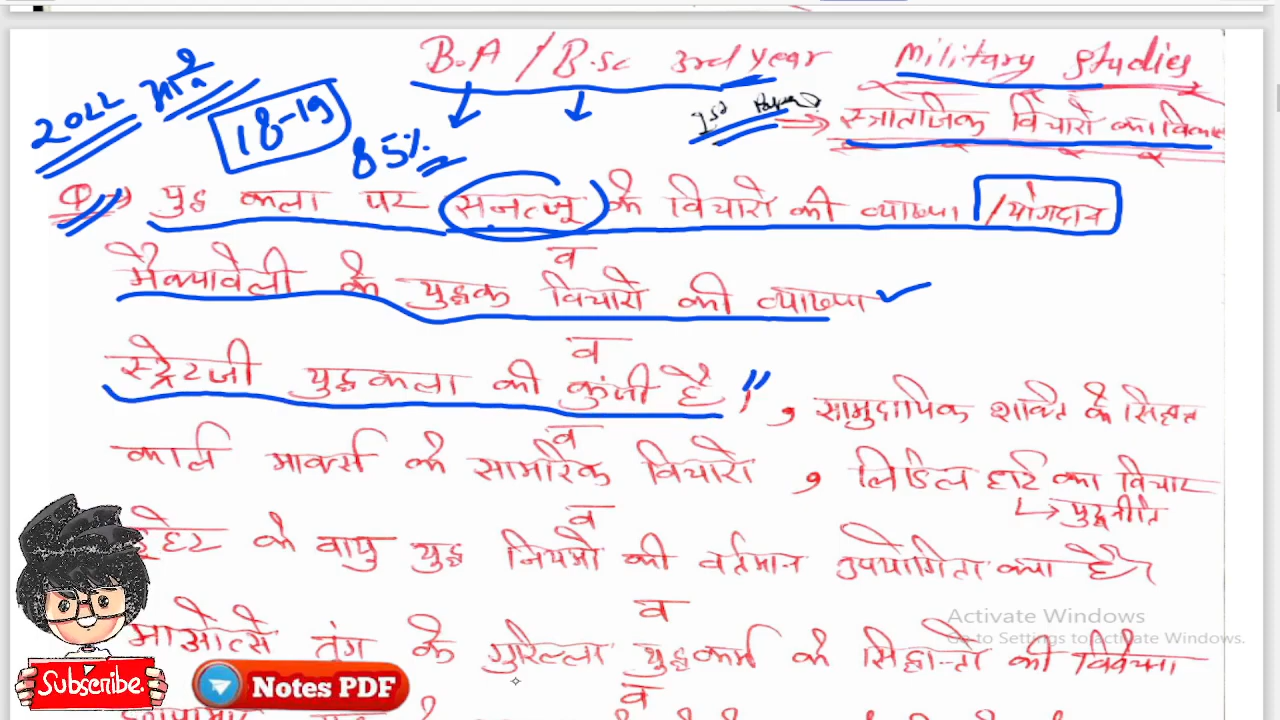 B.A / B.sc 3rd year Military studies
2022 18-19 85% 1st Paper
स्त्रातजिक विचारो का विकास
Q युद्ध कला पर सनत्जू के विचारो की व्याख्या / योगदान
व
मैक्यावेली के युद्धक विचारो की व्याख्या
व
स्ट्रेटजी युद्धकला की कुंजी है" , सामुदायिक शक्ति के सिद्धान्त
व
कार्ल मार्क्स के सामरिक विचारो , लिडिल हार्ट का विचार
↳ युद्धनीति
व
के वायु युद्ध नियमो की वर्तमान उपयोगिता क्या है?
व
माओत्से तुंग के गुरिल्ला युद्धकर्म के सिद्धान्तो की विवेचना
व
Activate Windows
Go to Settings to activate Windows.
Subscribe.
Notes PDF